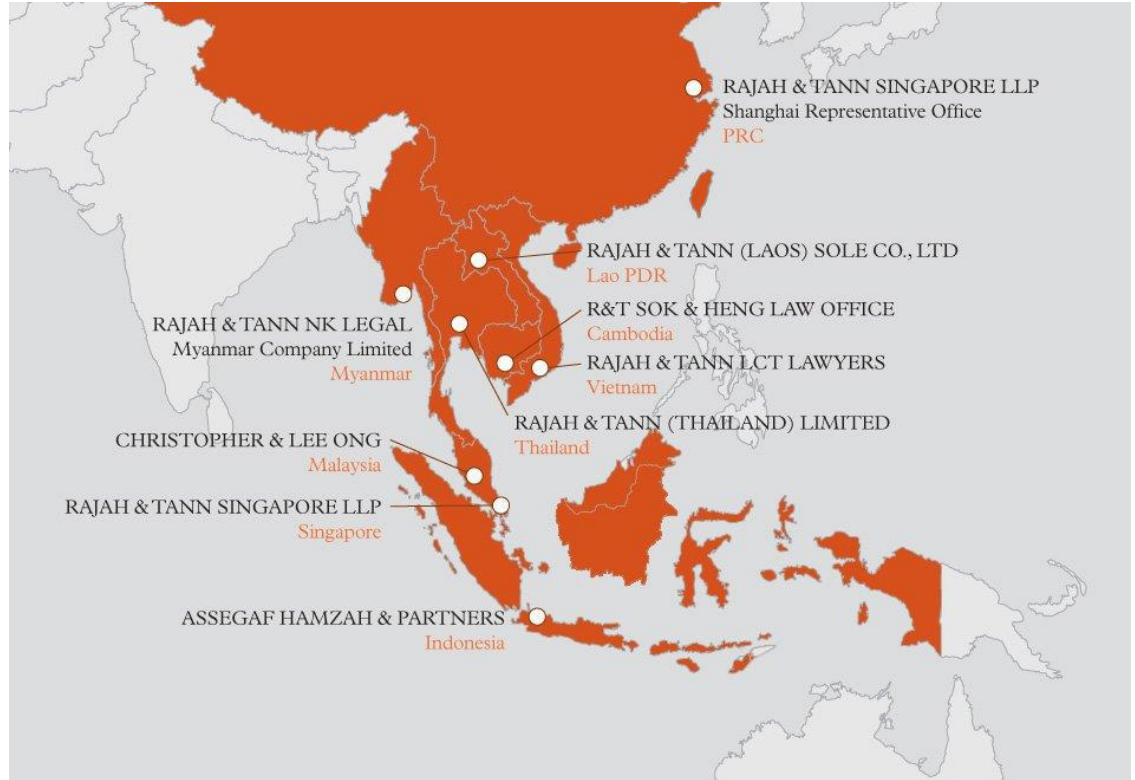 RAJAH & TANN SINGAPORE LLP
Shanghai Representative Office
PRC
RAJAH & TANN (LAOS) SOLE CO., LTD
Lao PDR
R&T SOK & HENG LAW OFFICE
Cambodia
RAJAH & TANN NK LEGAL
Myanmar Company Limited
Myanmar
RAJAH & TANN LCT LAWYERS
Vietnam
RAJAH & TANN (THAILAND) LIMITED
Thailand
CHRISTOPHER & LEE ONG
Malaysia
RAJAH & TANN SINGAPORE LLP
Singapore
ASSEGAF HAMZAH & PARTNERS
Indonesia